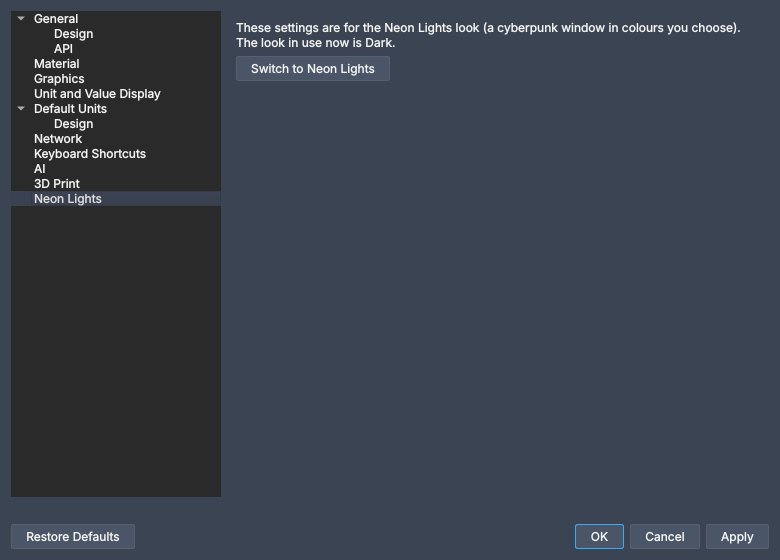 General
Design
API
Material
Graphics
Unit and Value Display
Default Units
Design
Network
Keyboard Shortcuts
AI
3D Print
Neon Lights
These settings are for the Neon Lights look (a cyberpunk window in colours you choose).
The look in use now is Dark.
Switch to Neon Lights
Restore Defaults
OK
Cancel
Apply